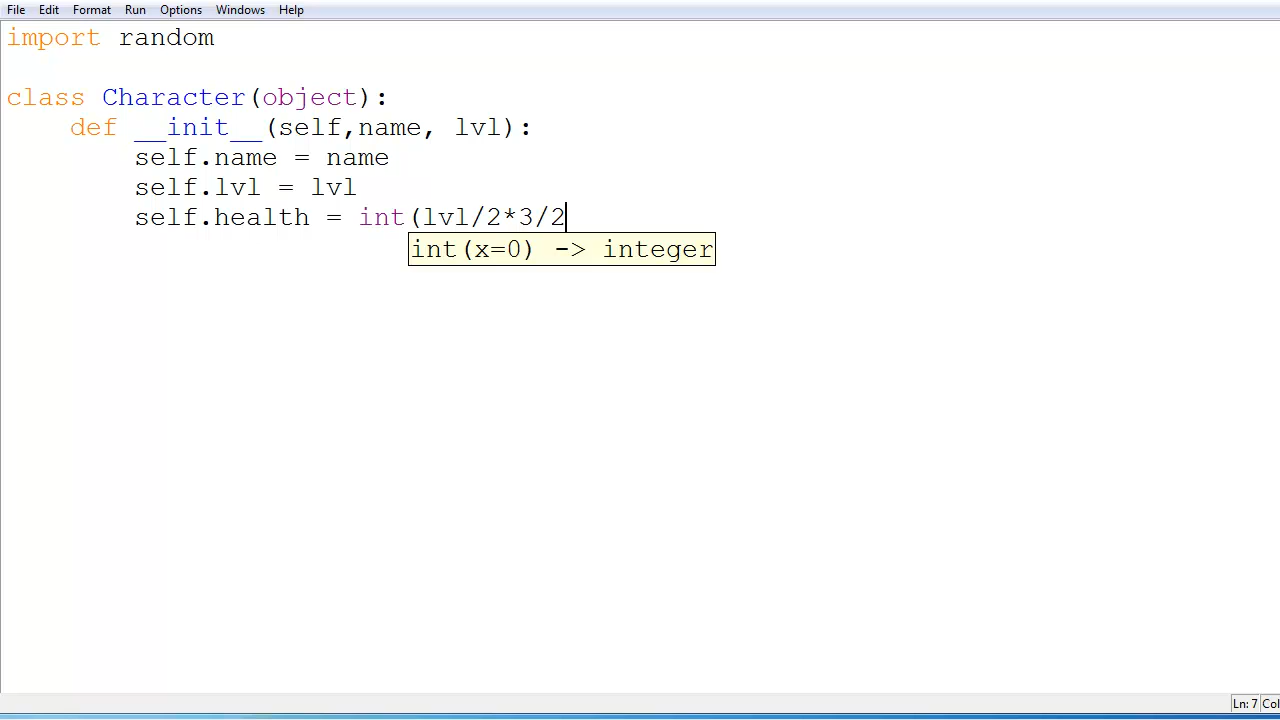 File Edit Format Run Options Windows Help
import random
class Character(object):
    def __init__(self,name, lvl):
        self.name = name
        self.lvl = lvl
        self.health = int(lvl/2*3/2
int(x=0) -> integer
Ln: 7 Col